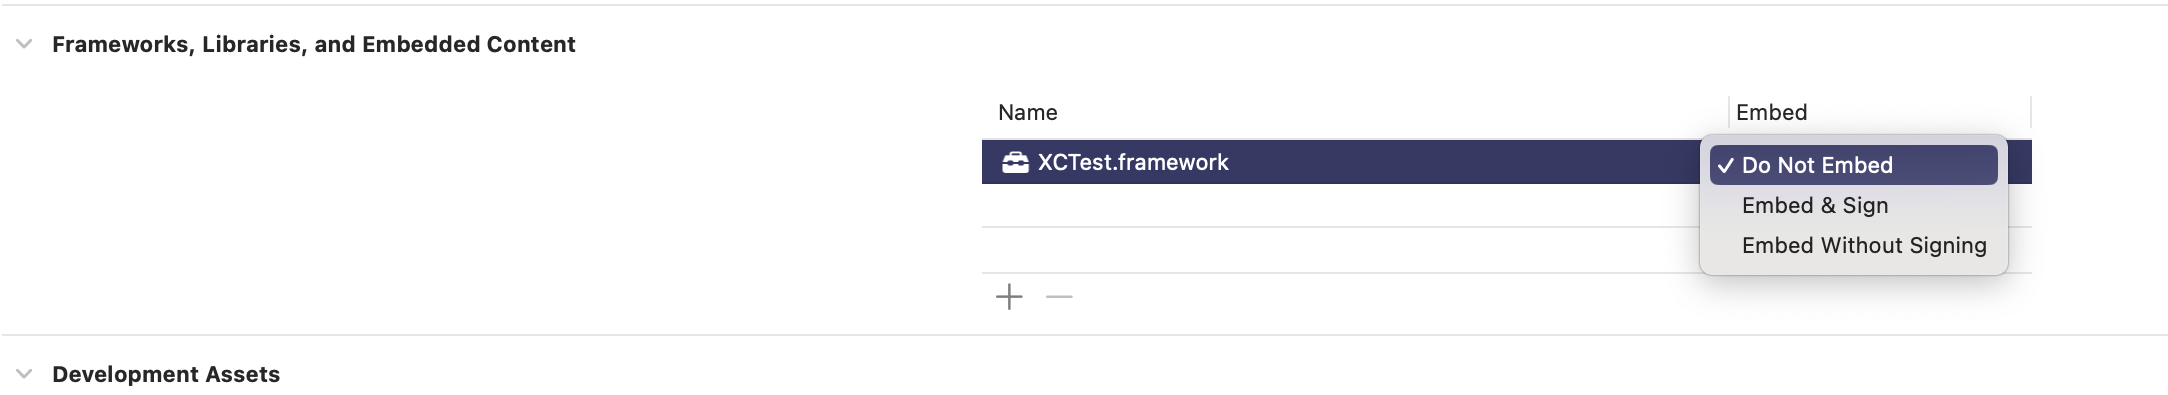 Frameworks, Libraries, and Embedded Content
Name Embed
XCTest.framework
Do Not Embed
Embed & Sign
Embed Without Signing
Development Assets